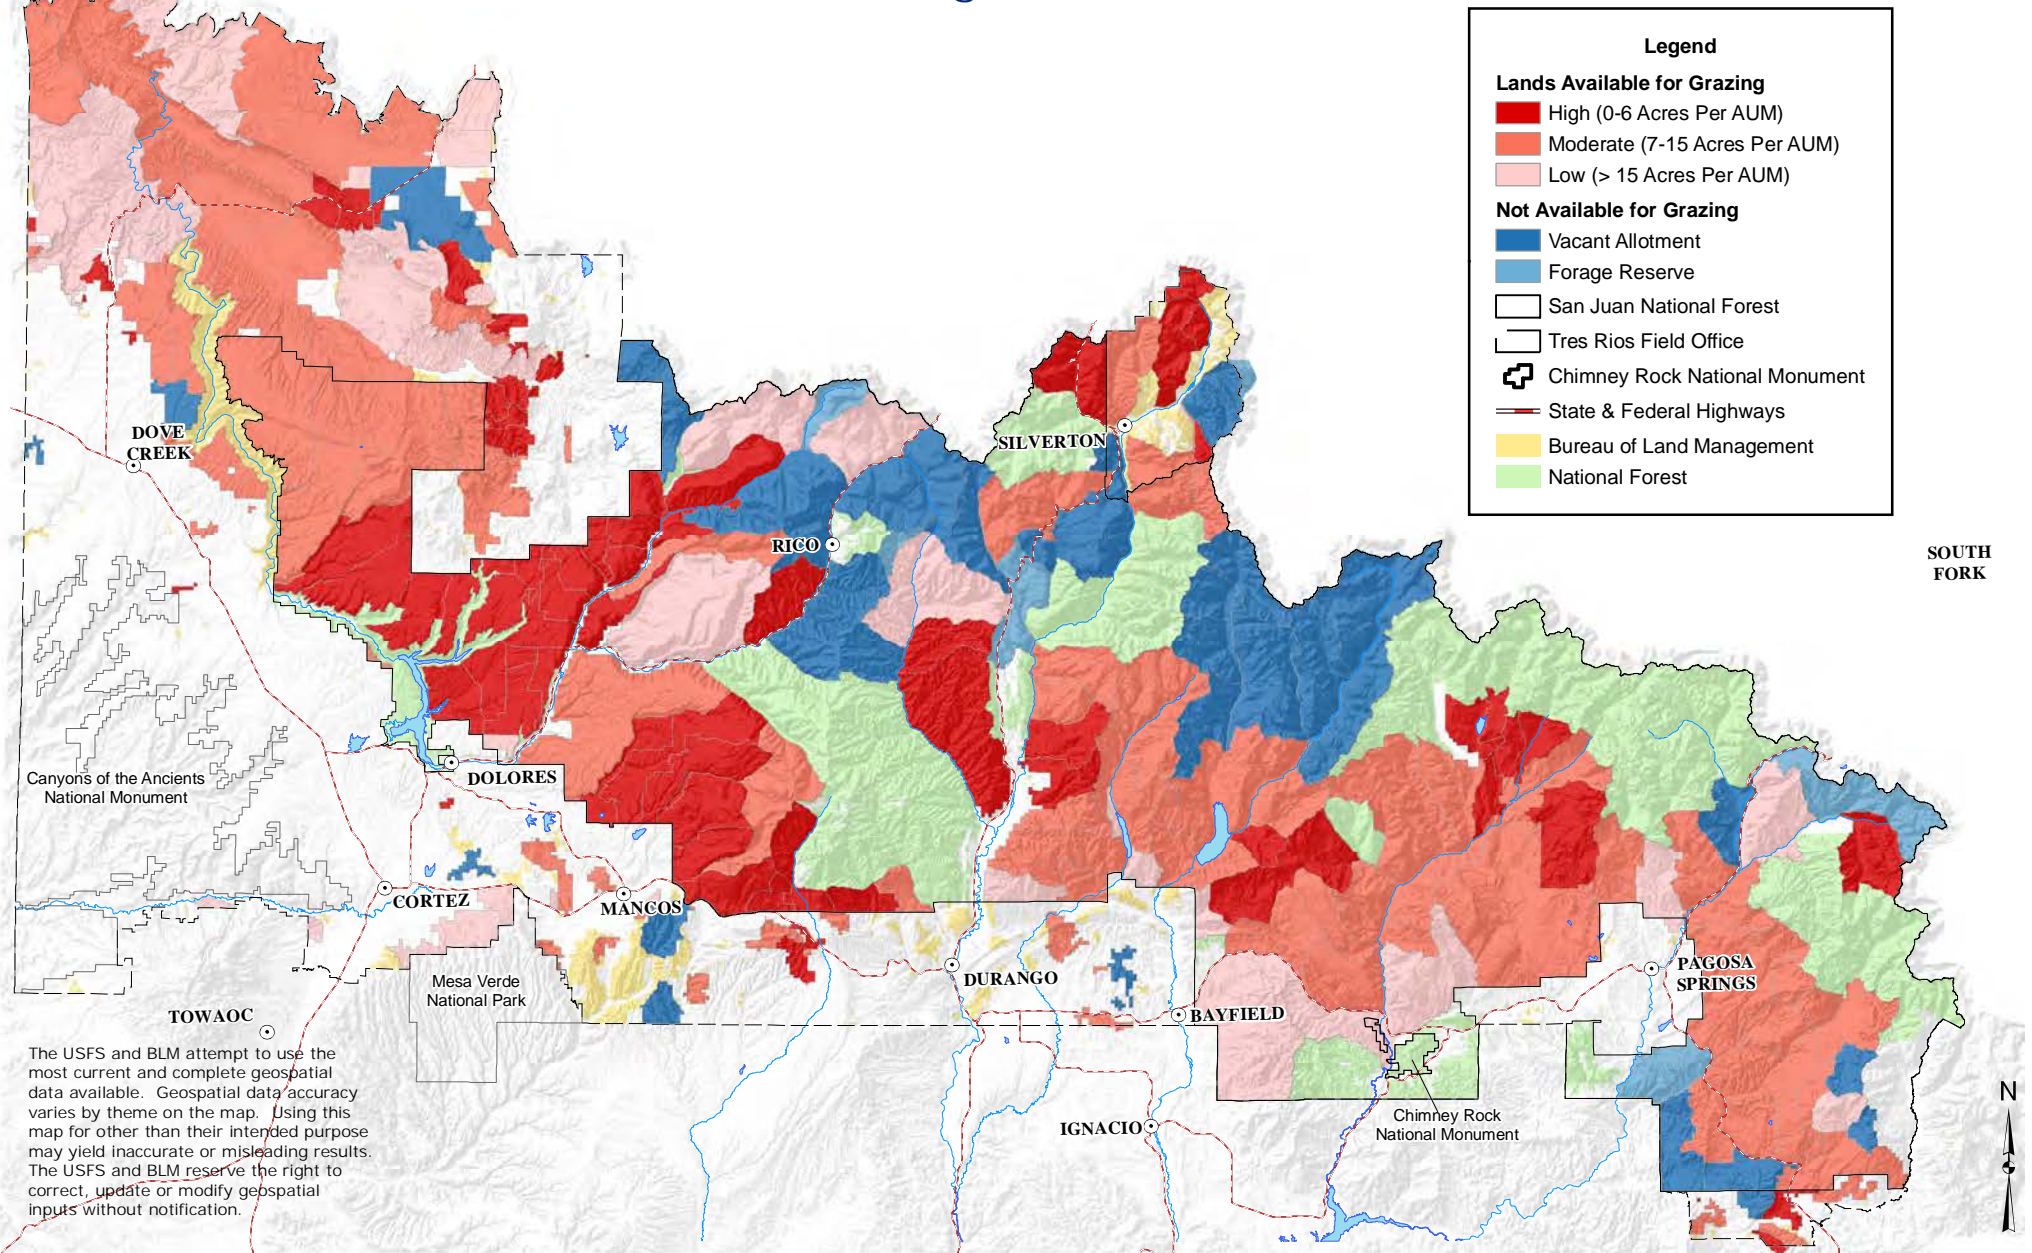 Legend
Lands Available for Grazing
High (0-6 Acres Per AUM)
Moderate (7-15 Acres Per AUM)
Low (> 15 Acres Per AUM)
Not Available for Grazing
Vacant Allotment
Forage Reserve
San Juan National Forest
Tres Rios Field Office
Chimney Rock National Monument
State & Federal Highways
Bureau of Land Management
National Forest
DOVE
CREEK
SILVERTON
RICO
SOUTH
FORK
DOLORES
Canyons of the Ancients
National Monument
CORTEZ
MANCOS
DURANGO
PAGOSA
SPRINGS
Mesa Verde
National Park
BAYFIELD
TOWAOC
The USFS and BLM attempt to use the
most current and complete geospatial
data available. Geospatial data accuracy
varies by theme on the map. Using this
map for other than their intended purpose
may yield inaccurate or misleading results.
The USFS and BLM reserve the right to
correct, update or modify geospatial
inputs without notification.
IGNACIO
Chimney Rock
National Monument
N